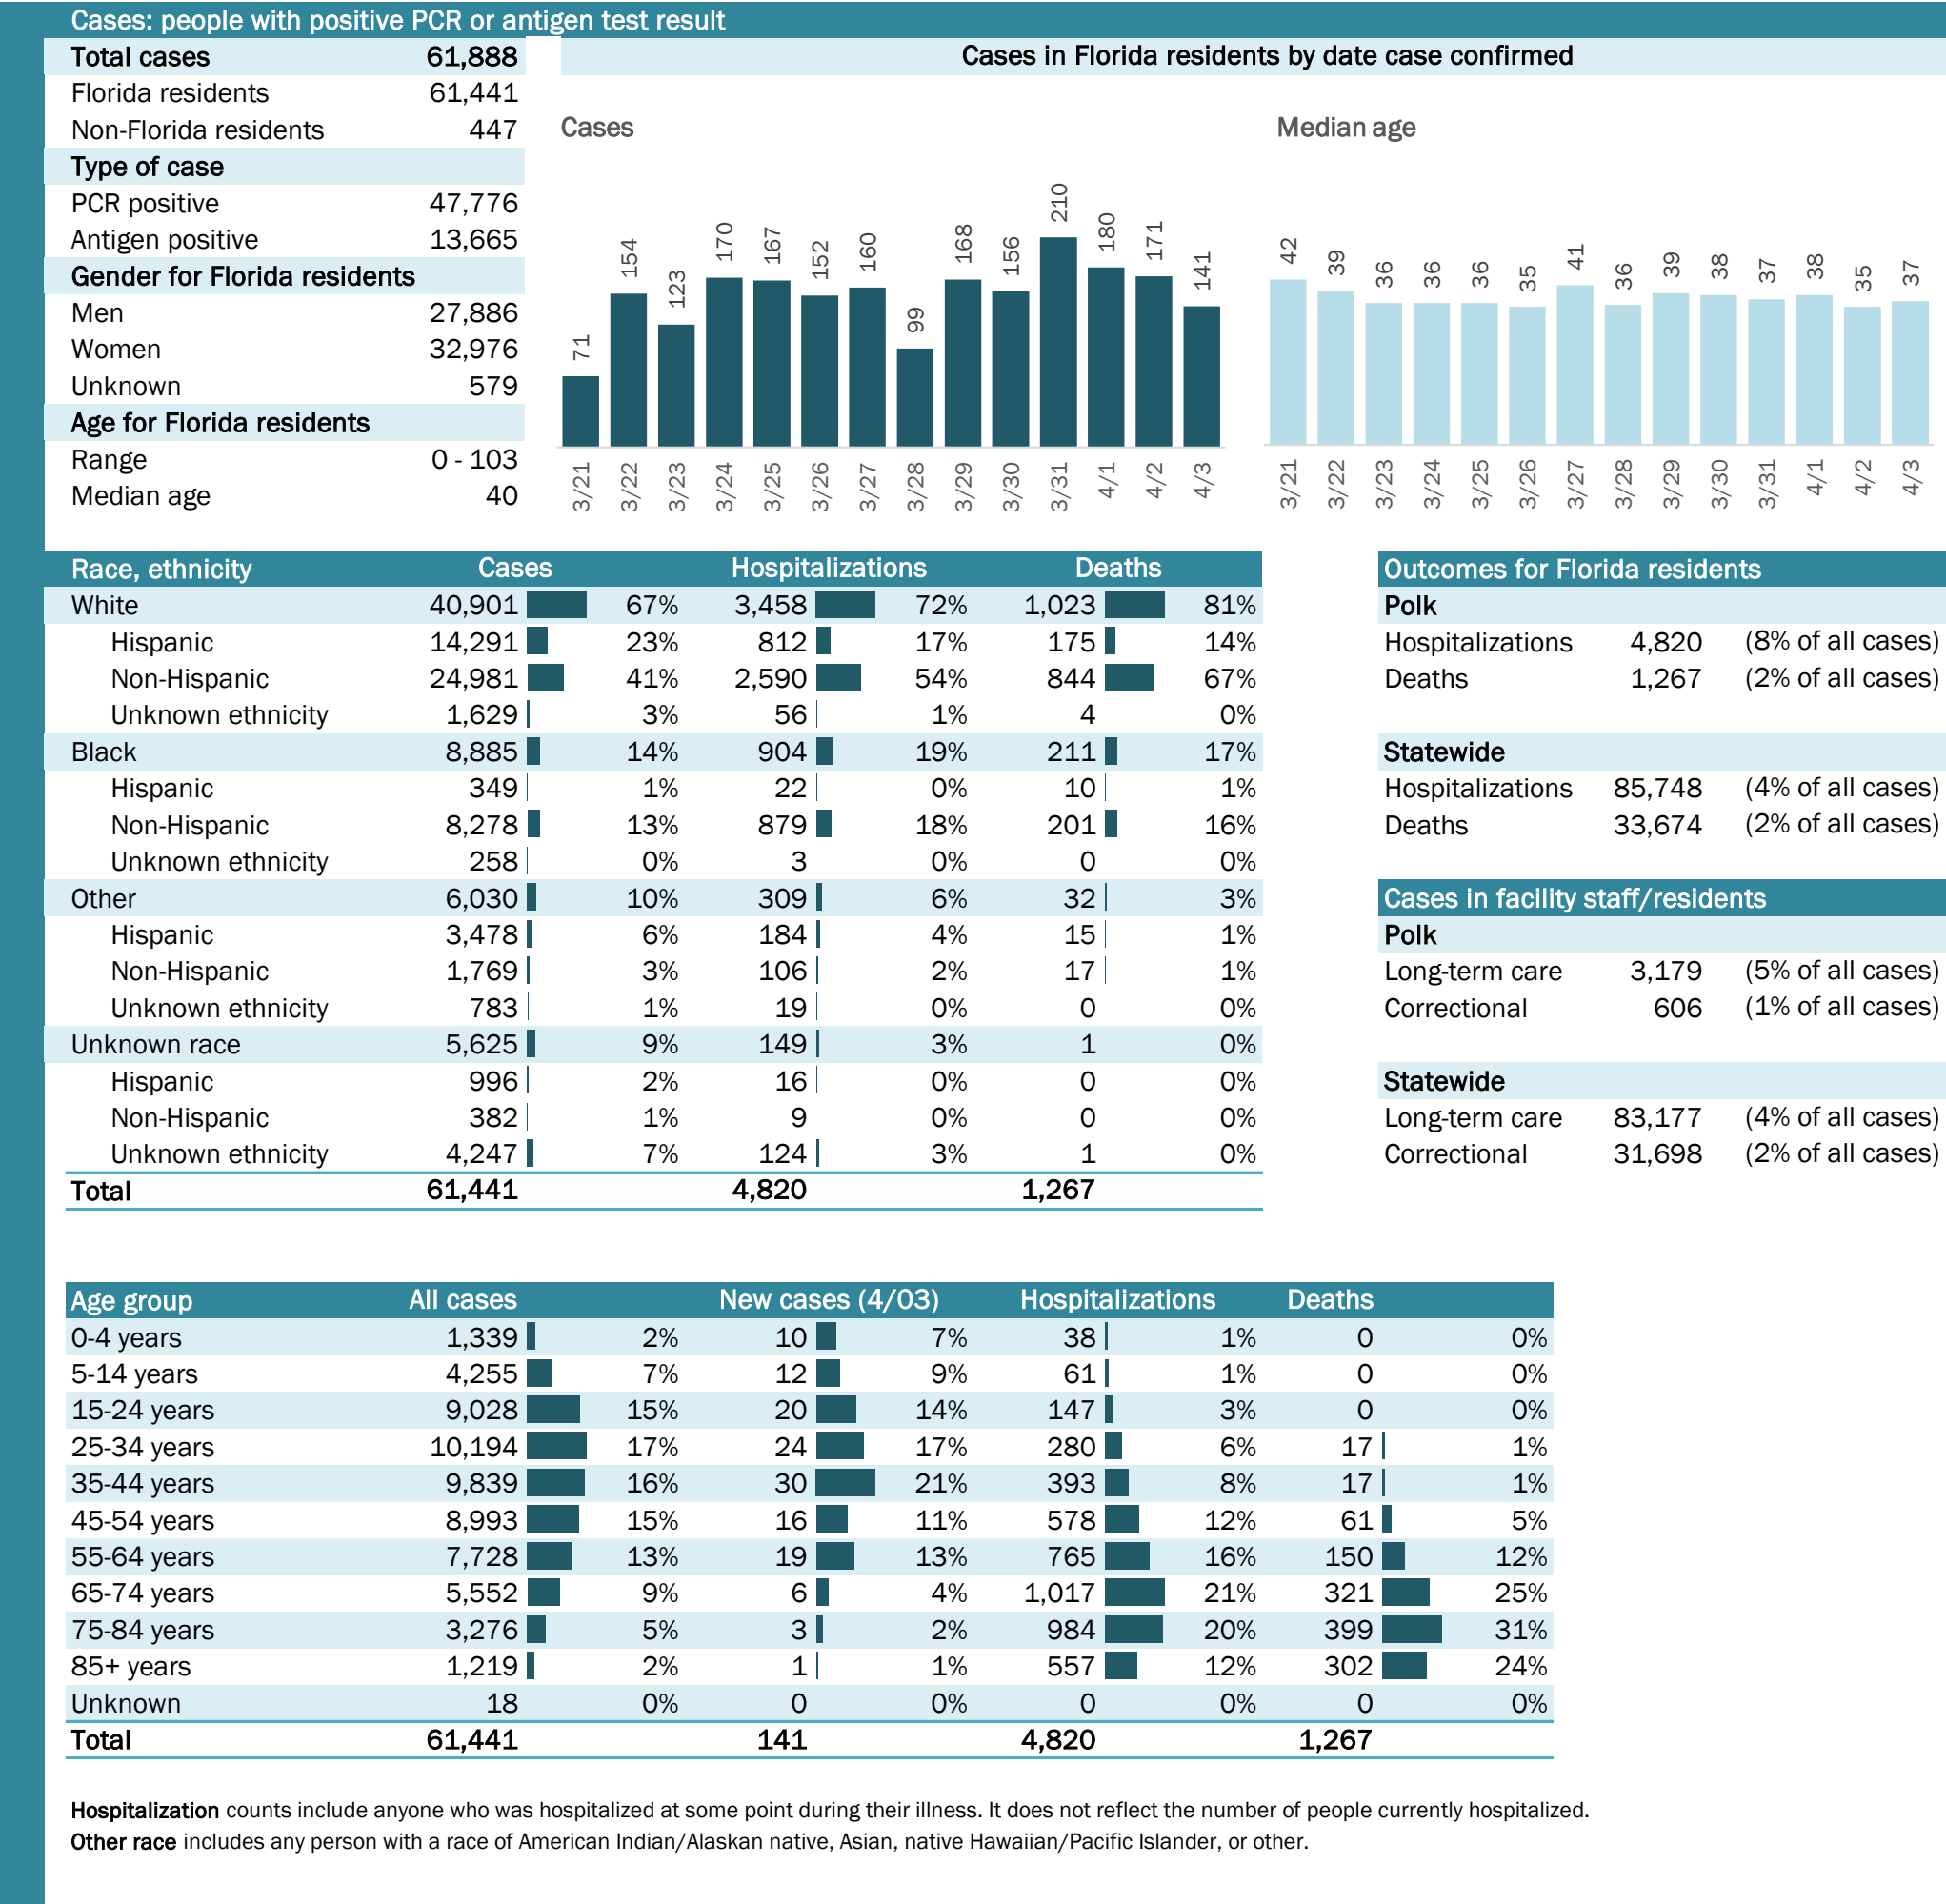 Cases: people with positive PCR or antigen test result
Total cases 61,888
Florida residents 61,441
Non-Florida residents 447
Type of case
PCR positive 47,776
Antigen positive 13,665
Gender for Florida residents
Men 27,886
Women 32,976
Unknown 579
Age for Florida residents
Range 0 - 103
Median age 40
Cases in Florida residents by date case confirmed
Cases
71 154 123 170 167 152 160 99 168 156 210 180 171 141
3/21 3/22 3/23 3/24 3/25 3/26 3/27 3/28 3/29 3/30 3/31 4/1 4/2 4/3
Median age
42 39 36 36 36 35 41 36 39 38 37 38 35 37
3/21 3/22 3/23 3/24 3/25 3/26 3/27 3/28 3/29 3/30 3/31 4/1 4/2 4/3
Race, ethnicity Cases Hospitalizations Deaths
White 40,901 67% 3,458 72% 1,023 81%
Hispanic 14,291 23% 812 17% 175 14%
Non-Hispanic 24,981 41% 2,590 54% 844 67%
Unknown ethnicity 1,629 3% 56 1% 4 0%
Black 8,885 14% 904 19% 211 17%
Hispanic 349 1% 22 0% 10 1%
Non-Hispanic 8,278 13% 879 18% 201 16%
Unknown ethnicity 258 0% 3 0% 0 0%
Other 6,030 10% 309 6% 32 3%
Hispanic 3,478 6% 184 4% 15 1%
Non-Hispanic 1,769 3% 106 2% 17 1%
Unknown ethnicity 783 1% 19 0% 0 0%
Unknown race 5,625 9% 149 3% 1 0%
Hispanic 996 2% 16 0% 0 0%
Non-Hispanic 382 1% 9 0% 0 0%
Unknown ethnicity 4,247 7% 124 3% 1 0%
Total 61,441 4,820 1,267
Outcomes for Florida residents
Polk
Hospitalizations 4,820 (8% of all cases)
Deaths 1,267 (2% of all cases)
Statewide
Hospitalizations 85,748 (4% of all cases)
Deaths 33,674 (2% of all cases)
Cases in facility staff/residents
Polk
Long-term care 3,179 (5% of all cases)
Correctional 606 (1% of all cases)
Statewide
Long-term care 83,177 (4% of all cases)
Correctional 31,698 (2% of all cases)
Age group All cases New cases (4/03) Hospitalizations Deaths
0-4 years 1,339 2% 10 7% 38 1% 0 0%
5-14 years 4,255 7% 12 9% 61 1% 0 0%
15-24 years 9,028 15% 20 14% 147 3% 0 0%
25-34 years 10,194 17% 24 17% 280 6% 17 1%
35-44 years 9,839 16% 30 21% 393 8% 17 1%
45-54 years 8,993 15% 16 11% 578 12% 61 5%
55-64 years 7,728 13% 19 13% 765 16% 150 12%
65-74 years 5,552 9% 6 4% 1,017 21% 321 25%
75-84 years 3,276 5% 3 2% 984 20% 399 31%
85+ years 1,219 2% 1 1% 557 12% 302 24%
Unknown 18 0% 0 0% 0 0% 0 0%
Total 61,441 141 4,820 1,267
Hospitalization counts include anyone who was hospitalized at some point during their illness. It does not reflect the number of people currently hospitalized.
Other race includes any person with a race of American Indian/Alaskan native, Asian, native Hawaiian/Pacific Islander, or other.